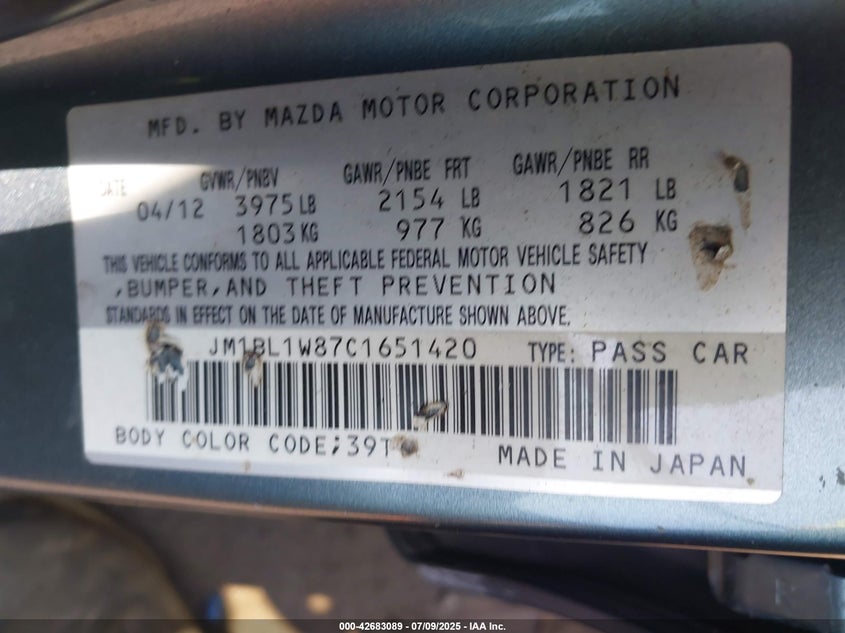 MFD. BY MAZDA MOTOR CORPORATION
DATE GVWR/PNBV GAWR/PNBE FRT GAWR/PNBE RR
04/12 3975 LB 2154 LB 1821 LB
1803 KG 977 KG 826 KG
THIS VEHICLE CONFORMS TO ALL APPLICABLE FEDERAL MOTOR VEHICLE SAFETY
,BUMPER,AND THEFT PREVENTION
STANDARDS IN EFFECT ON THE DATE OF MANUFACTURE SHOWN ABOVE.
JM1BL1W87C1651420 TYPE: PASS CAR
BODY COLOR CODE;39T
MADE IN JAPAN
000-42683089 - 07/09/2025 - IAA Inc.